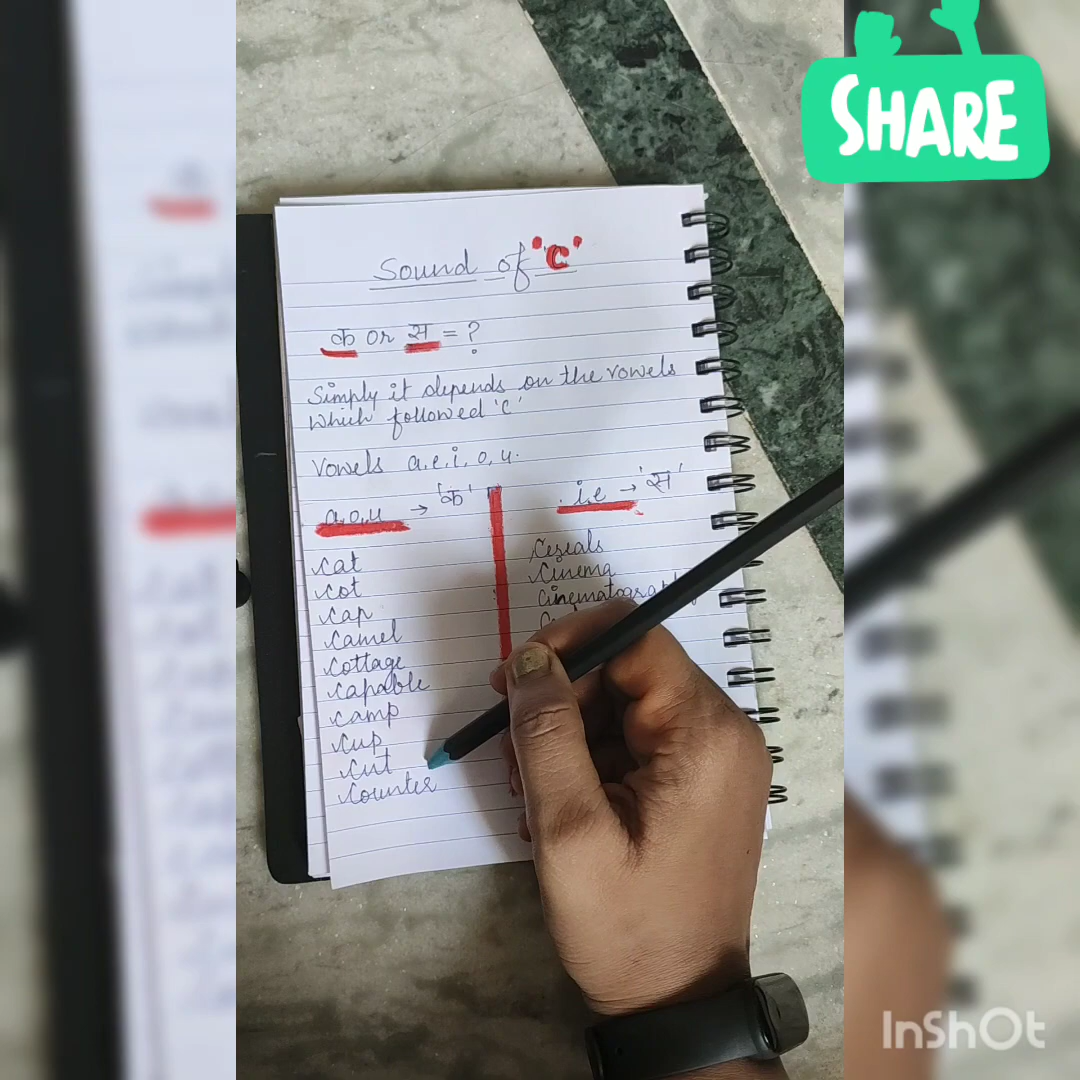 SHARE
Sound of 'C'
क or स = ?
Simply it depends on the vowels
Which followed 'C'
Vowels a, e, i, o, u.
a, o, u → 'क'
i, e → 'स'
Cat
Cot
Cap
Camel
Cottage
Capable
Camp
Cup
Cut
Counter
Cereals
Cinema
InShOt